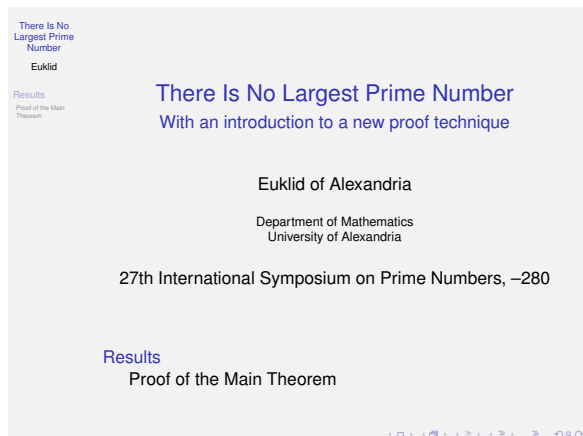 There Is No
Largest Prime
Number
Euklid
Results
Proof of the Main
Theorem
There Is No Largest Prime Number
With an introduction to a new proof technique
Euklid of Alexandria
Department of Mathematics
University of Alexandria
27th International Symposium on Prime Numbers, –280
Results
Proof of the Main Theorem